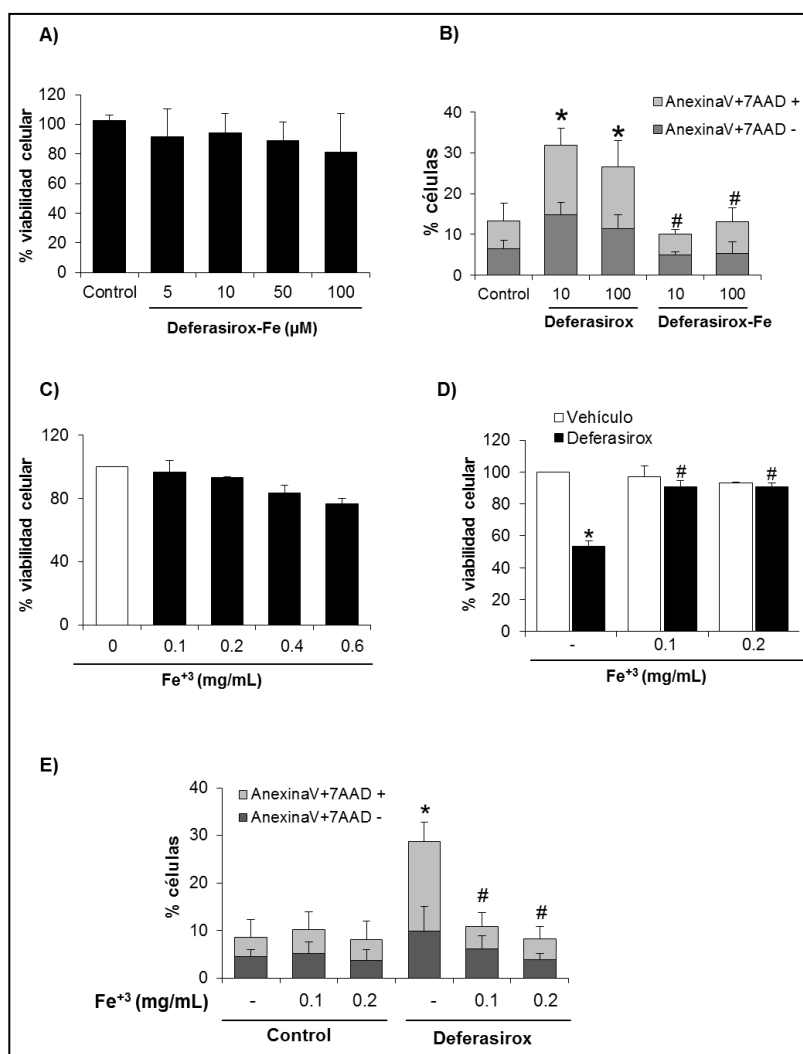 A)
% viabilidad celular
120
100
80
60
40
20
0
Control 5 10 50 100
Deferasirox-Fe (µM)
B)
AnexinaV+7AAD +
AnexinaV+7AAD -
% células
40
30
20
10
0
* * # #
Control 10 100 10 100
Deferasirox Deferasirox-Fe
C)
% viabilidad celular
120
100
80
60
40
20
0
0 0.1 0.2 0.4 0.6
Fe+3 (mg/mL)
D)
Vehículo
Deferasirox
% viabilidad celular
120
100
80
60
40
20
0
* # #
- 0.1 0.2
Fe+3 (mg/mL)
E)
AnexinaV+7AAD +
AnexinaV+7AAD -
% células
40
30
20
10
0
* # #
Fe+3 (mg/mL) - 0.1 0.2 - 0.1 0.2
Control Deferasirox